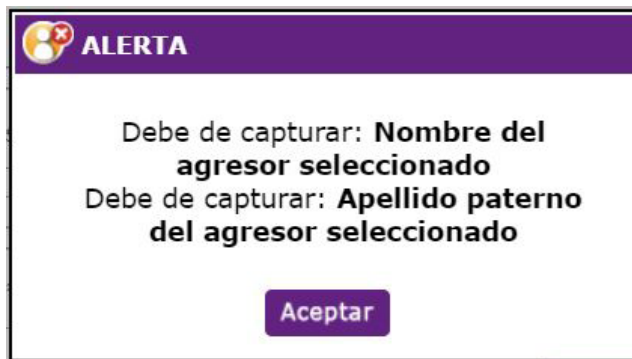 ALERTA
Debe de capturar: Nombre del
agresor seleccionado
Debe de capturar: Apellido paterno
del agresor seleccionado
Aceptar